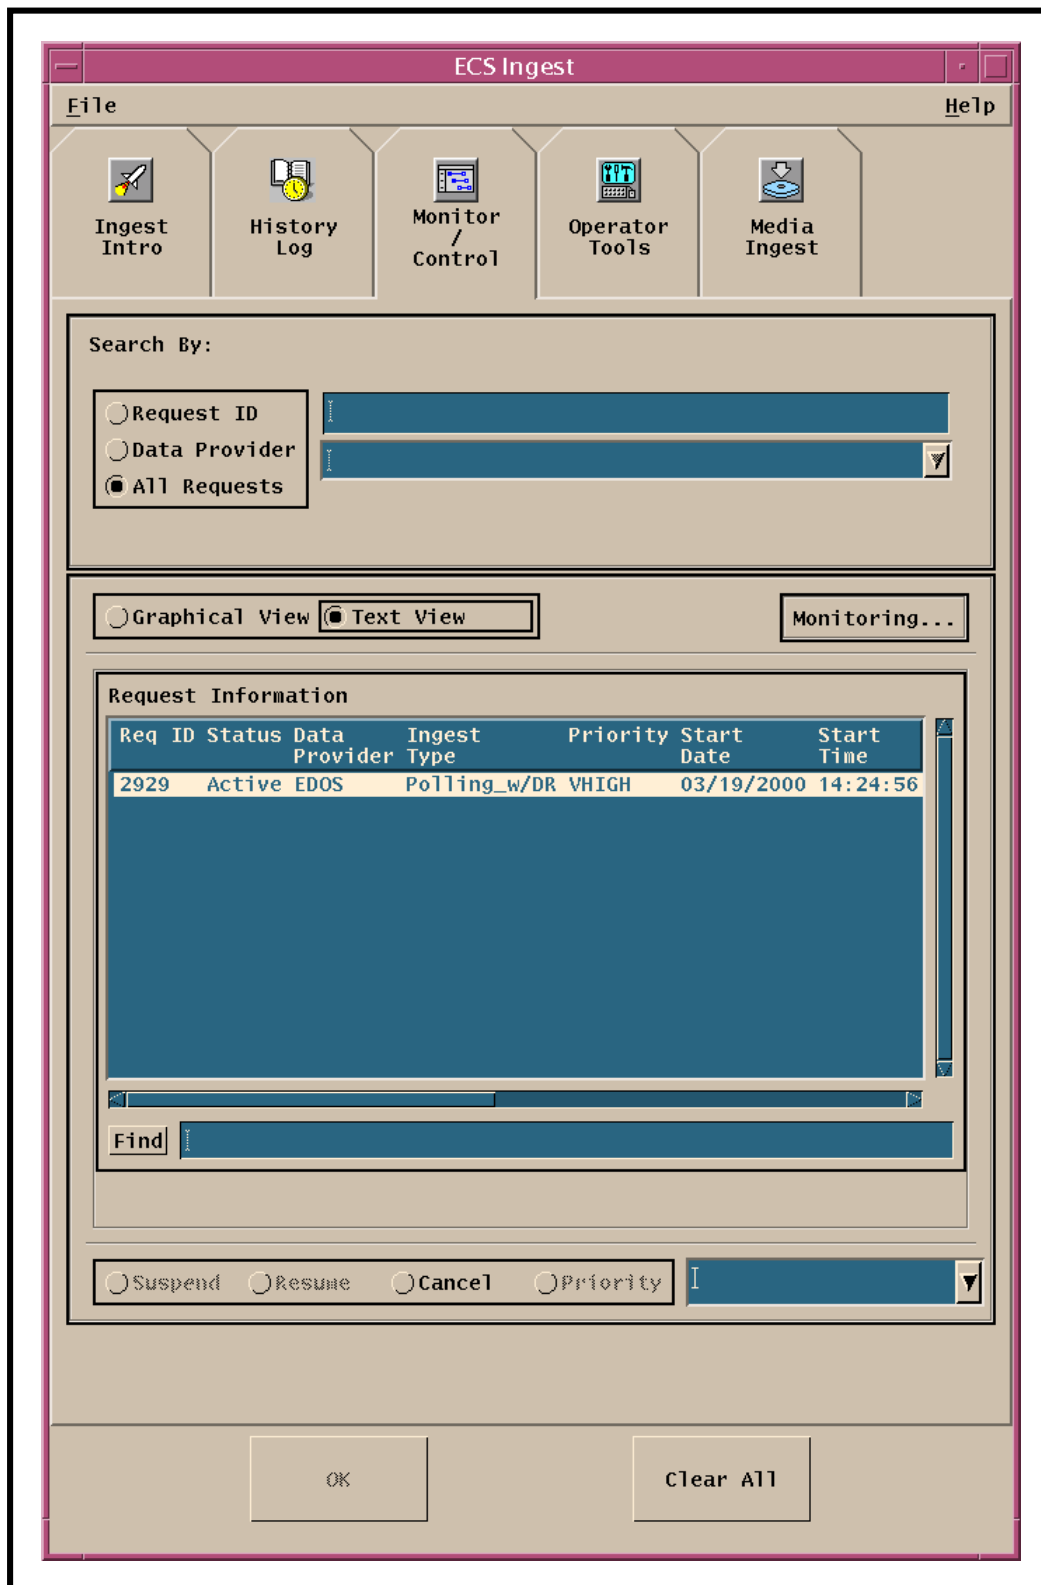 ECS Ingest
File Help
Ingest
Intro
History
Log
Monitor
/
Control
Operator
Tools
Media
Ingest
Search By:
Request ID
Data Provider
All Requests
Graphical View Text View Monitoring...
Request Information
Req ID Status Data Ingest Priority Start Start
Provider Type Date Time
2929 Active EDOS Polling_w/DR VHIGH 03/19/2000 14:24:56
Find
Suspend Resume Cancel Priority
OK Clear All